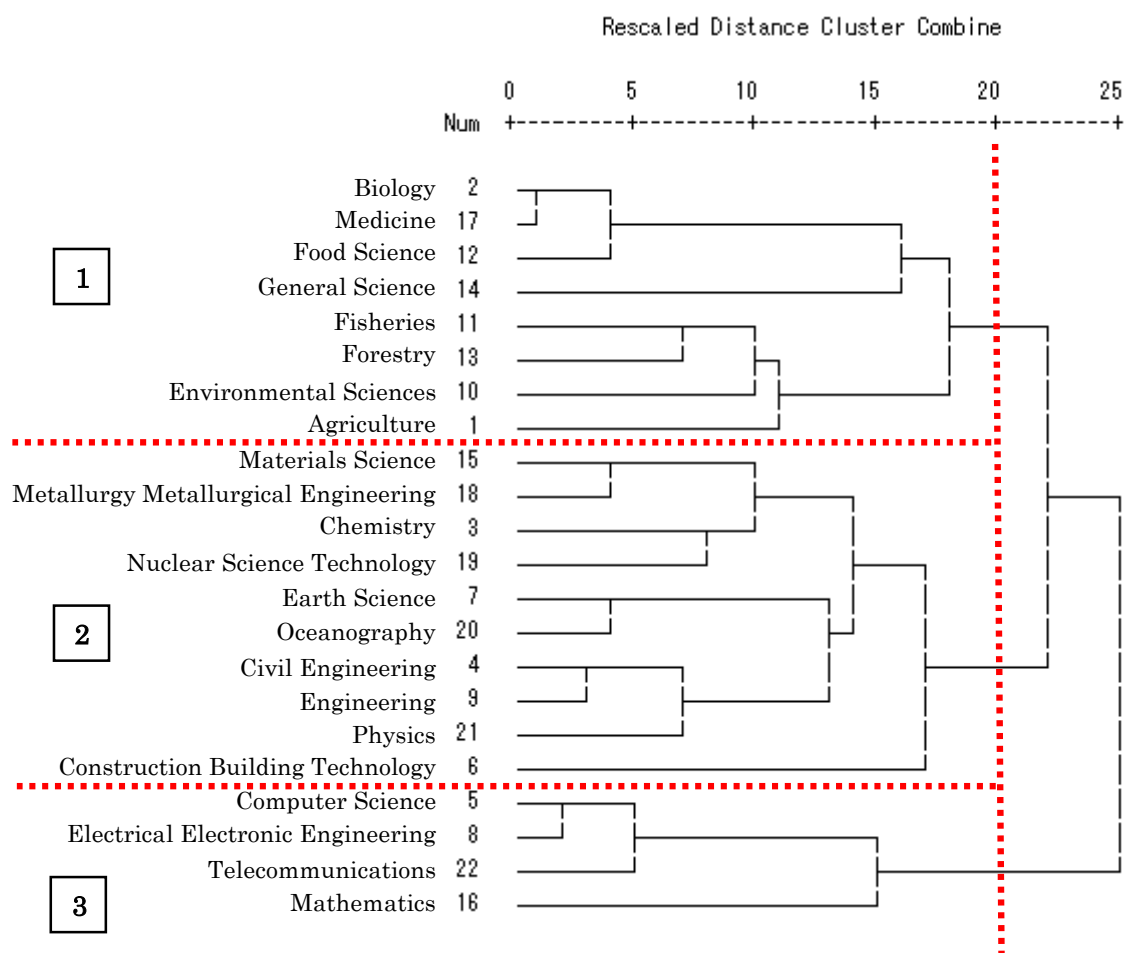 Rescaled Distance Cluster Combine
0 5 10 15 20 25
Num +---------+---------+---------+---------+---------+
Biology 2
Medicine 17
Food Science 12
1
General Science 14
Fisheries 11
Forestry 13
Environmental Sciences 10
Agriculture 1
Materials Science 15
Metallurgy Metallurgical Engineering 18
Chemistry 3
Nuclear Science Technology 19
Earth Science 7
2
Oceanography 20
Civil Engineering 4
Engineering 9
Physics 21
Construction Building Technology 6
Computer Science 5
Electrical Electronic Engineering 8
Telecommunications 22
3
Mathematics 16